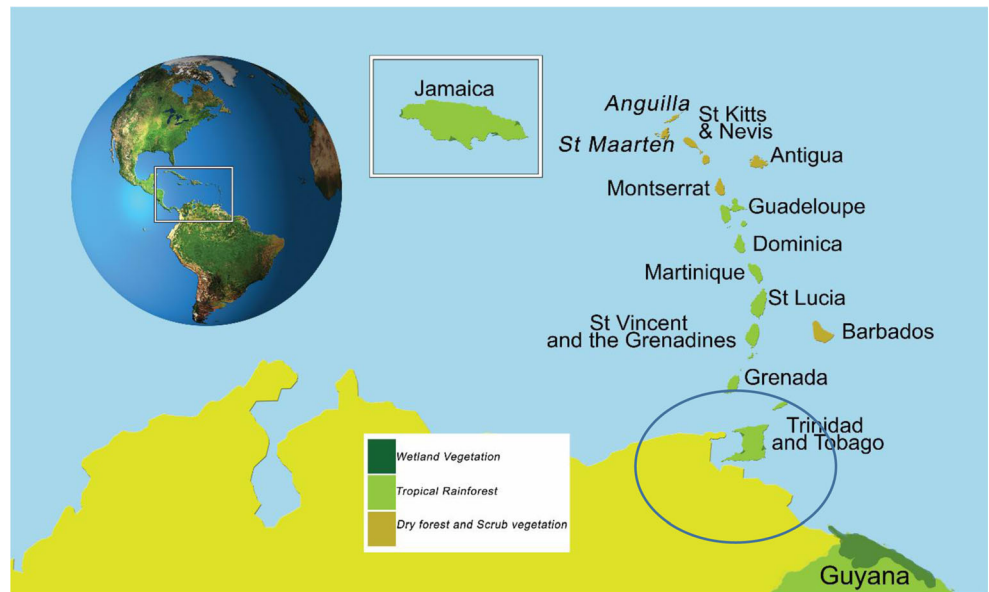 Jamaica
Anguilla
St Kitts
& Nevis
St Maarten
Antigua
Montserrat
Guadeloupe
Dominica
Martinique
St Lucia
St Vincent
and the Grenadines
Barbados
Grenada
Trinidad
and Tobago
Wetland Vegetation
Tropical Rainforest
Dry forest and Scrub vegetation
Guyana